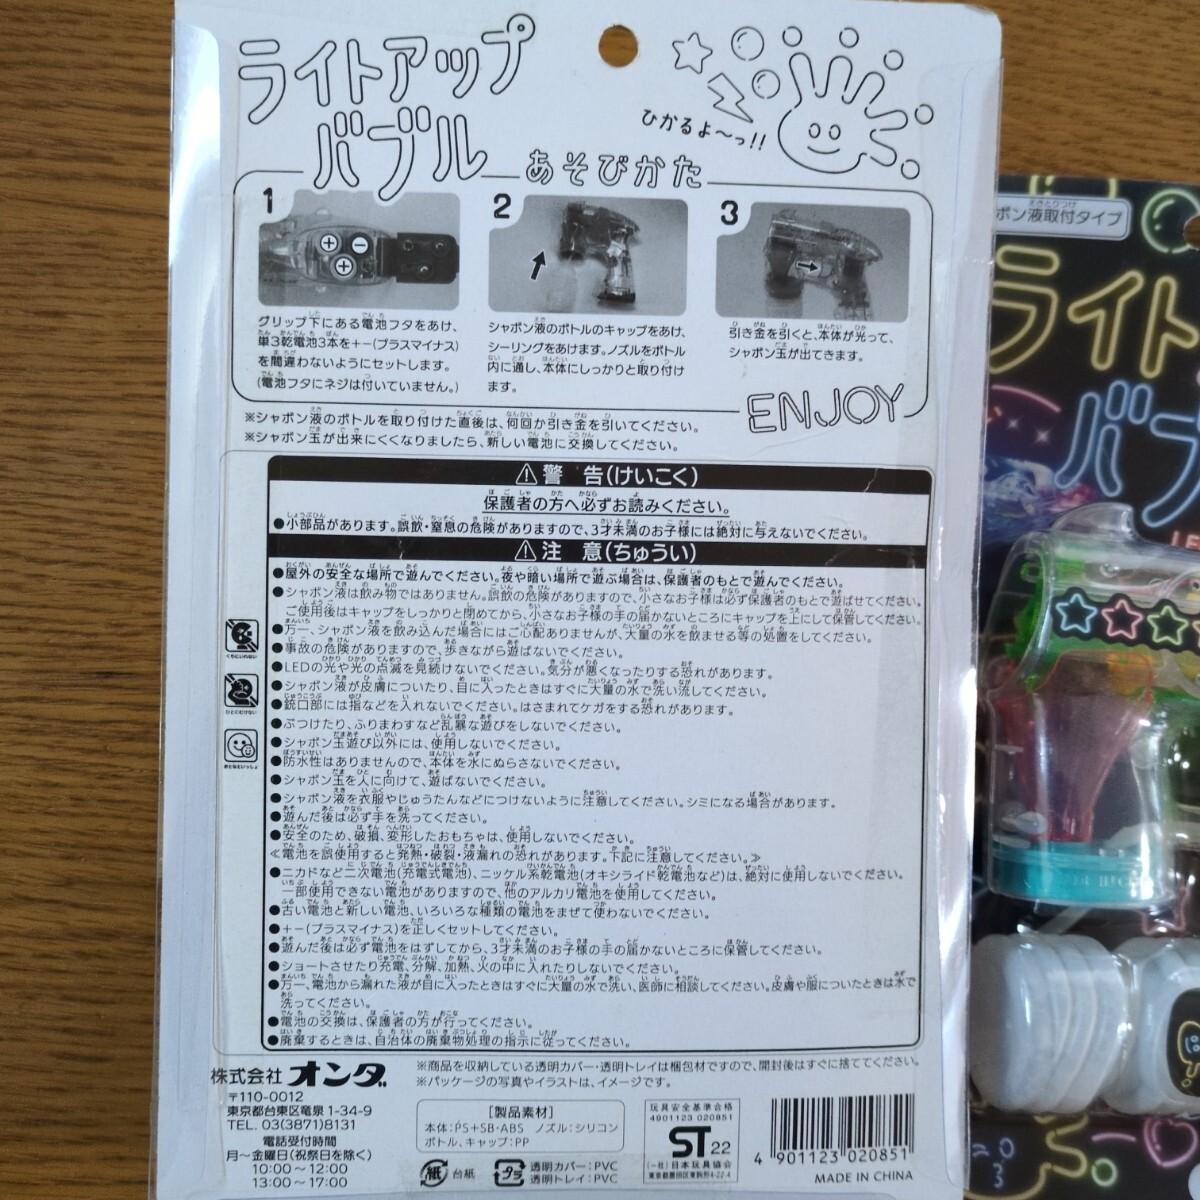 ライトアップ
バブル
ひかるよ〜っ!!
あそびかた
1
グリップ下にある電池フタをあけ、
単3乾電池3本を+−(プラスマイナス)
を間違わないようにセットします。
(電池フタにネジは付いていません。)
2
シャボン液のボトルのキャップをあけ、
シーリングをあけます。ノズルをボトル
内に通し、本体にしっかりと取り付け
ます。
3
引き金を引くと、本体が光って、
シャボン玉が出てきます。
ENJOY
※シャボン液のボトルを取り付けた直後は、何回か引き金を引いてください。
※シャボン玉が出来にくくなりましたら、新しい電池に交換してください。
⚠警 告(けいこく)
保護者の方へ必ずお読みください。
●小部品があります。誤飲・窒息の危険がありますので、3才未満のお子様には絶対に与えないでください。
⚠注 意(ちゅうい)
●屋外の安全な場所で遊んでください。夜や暗い場所で遊ぶ場合は、保護者のもとで遊んでください。
●シャボン液は飲み物ではありません。誤飲の危険がありますので、小さなお子様は必ず保護者のもとで遊ばせてください。
ご使用後はキャップをしっかりと閉めてから、小さなお子様の手の届かないところにキャップを上にして保管してください。
●万一、シャボン液を飲み込んだ場合にはご心配ありませんが、大量の水を飲ませる等の処置をしてください。
●事故の危険がありますので、歩きながら遊ばないでください。
●LEDの光や光の点滅を見続けないでください。気分が悪くなったりする恐れがあります。
●シャボン液が皮膚についたり、目に入ったときはすぐに大量の水で洗い流してください。
●銃口部には指などを入れないでください。はさまれてケガをする恐れがあります。
●ぶつけたり、ふりまわすなど乱暴な遊びをしないでください。
●シャボン玉遊び以外には、使用しないでください。
●防水性はありませんので、本体を水にぬらさないでください。
●シャボン玉を人に向けて、遊ばないでください。
●シャボン液を衣服やじゅうたんなどにつけないように注意してください。シミになる場合があります。
●遊んだ後は必ず手を洗ってください。
●安全のため、破損、変形したおもちゃは、使用しないでください。
≪電池を誤使用すると発熱・破裂・液漏れの恐れがあります。下記に注意してください。≫
●ニカドなど二次電池(充電式電池)、ニッケル系乾電池(オキシライド乾電池など)は、絶対に使用しないでください。
一部使用できない電池がありますので、他のアルカリ電池を使用してください。
●古い電池と新しい電池、いろいろな種類の電池をまぜて使わないでください。
●+−(プラスマイナス)を正しくセットしてください。
●遊んだ後は必ず電池をはずしてから、3才未満のお子様の手の届かないところに保管してください。
●ショートさせたり充電、分解、加熱、火の中に入れたりしないでください。
●万一、電池から漏れた液が目に入ったときはすぐに大量の水で洗い、医師に相談してください。皮膚や服についたときは水で
洗ってください。
●電池の交換は、保護者の方が行ってください。
●廃棄するときは、自治体の廃棄物処理の指示に従ってください。
くちにいれない
ひとにむけない
おとなといっしょ
株式会社 オンダ
〒110-0012
東京都台東区竜泉1-34-9
TEL. 03(3871)8131
電話受付時間
月〜金曜日(祝祭日を除く)
10:00〜12:00
13:00〜17:00
※商品を収納している透明カバー・透明トレイは梱包材ですので、開封後はすぐに捨ててください。
※パッケージの写真やイラストは、イメージです。
[製品素材]
本体:PS+SB・ABS ノズル:シリコン
ボトル、キャップ:PP
紙 台紙
プラ 透明カバー:PVC
透明トレイ:PVC
玩具安全基準合格
4901123 020851
ST 22
(一社)日本玩具協会
東京都墨田区東駒形4-22-4
4 901123 020851
MADE IN CHINA
ボン液取付タイプ
ライト
バブ
LE